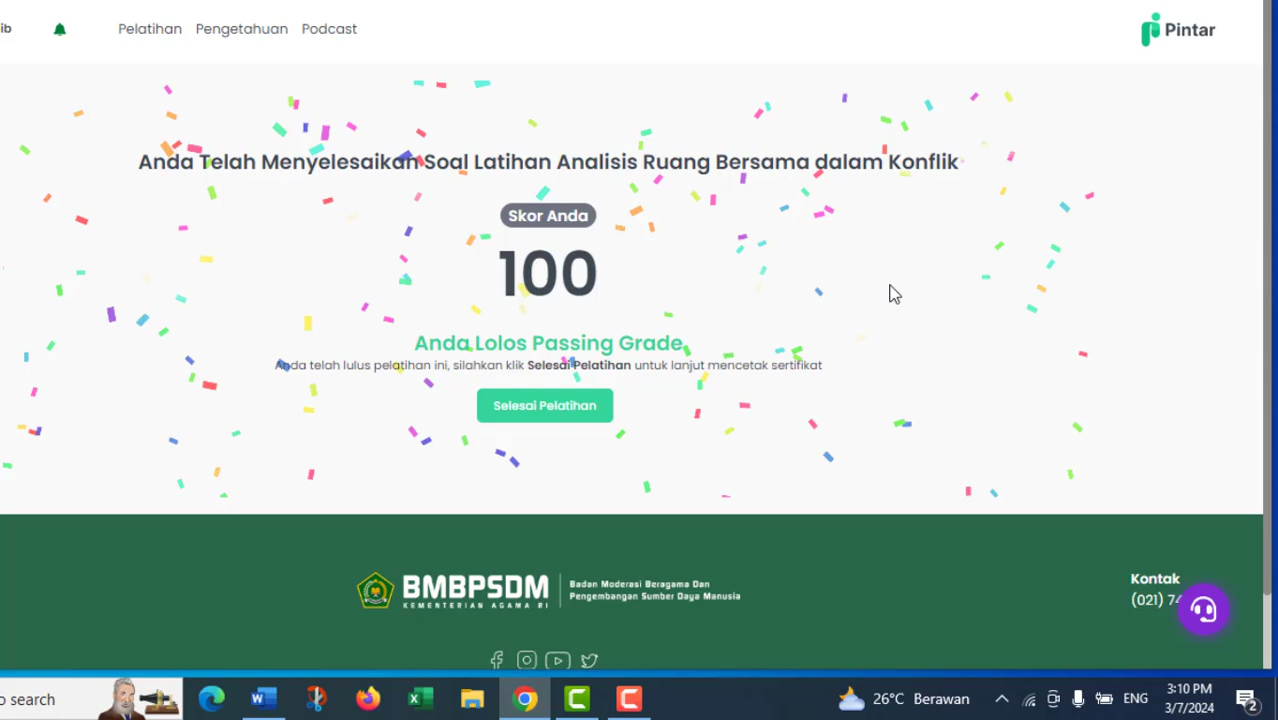 ib
Pelatihan Pengetahuan Podcast
Pintar
Anda Telah Menyelesaikan Soal Latihan Analisis Ruang Bersama dalam Konflik
Skor Anda
100
Anda Lolos Passing Grade
Anda telah lulus pelatihan ini, silahkan klik Selesai Pelatihan untuk lanjut mencetak sertifikat
Selesai Pelatihan
BMBPSDM
KEMENTERIAN AGAMA RI
Badan Moderasi Beragama Dan
Pengembangan Sumber Daya Manusia
Kontak
(021) 74
o search
26°C Berawan
ENG
3:10 PM
3/7/2024
2